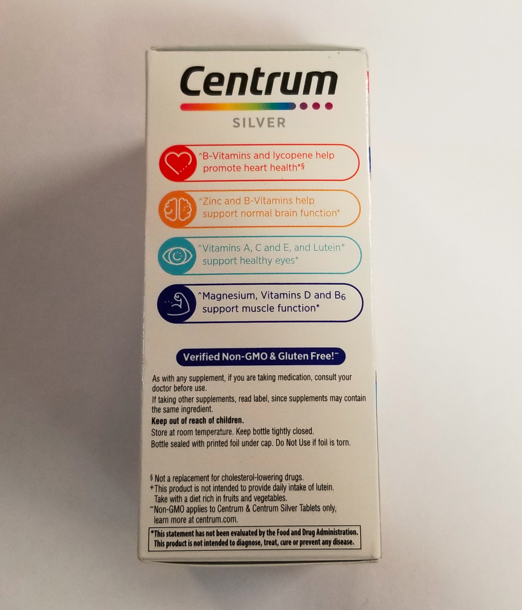 Centrum
SILVER
^B-Vitamins and lycopene help
promote heart health*§
^Zinc and B-Vitamins help
support normal brain function*
^Vitamins A, C and E, and Lutein⁺
support healthy eyes*
^Magnesium, Vitamins D and B₆
support muscle function*
Verified Non-GMO & Gluten Free!~
As with any supplement, if you are taking medication, consult your
doctor before use.
If taking other supplements, read label, since supplements may contain
the same ingredient.
Keep out of reach of children.
Store at room temperature. Keep bottle tightly closed.
Bottle sealed with printed foil under cap. Do Not Use if foil is torn.
§ Not a replacement for cholesterol-lowering drugs.
⁺This product is not intended to provide daily intake of lutein.
Take with a diet rich in fruits and vegetables.
~Non-GMO applies to Centrum & Centrum Silver Tablets only,
learn more at centrum.com.
*This statement has not been evaluated by the Food and Drug Administration.
This product is not intended to diagnose, treat, cure or prevent any disease.